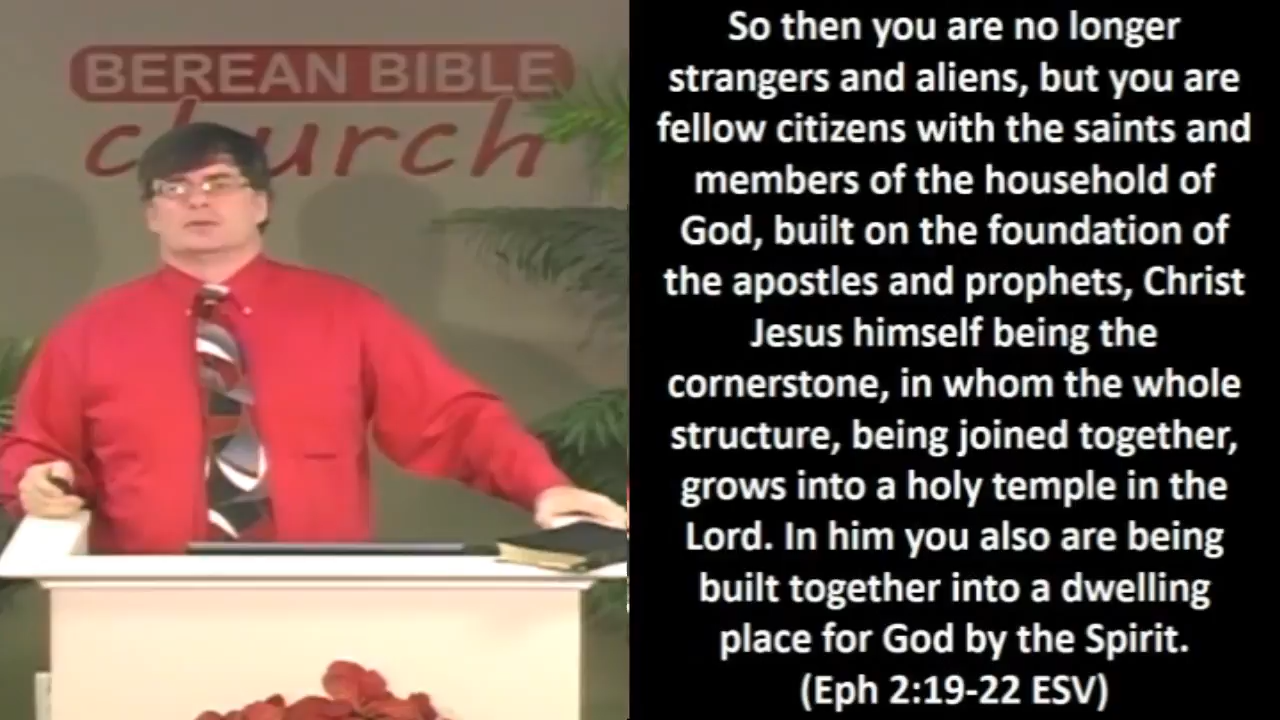 BEREAN BIBLE
church
So then you are no longer
strangers and aliens, but you are
fellow citizens with the saints and
members of the household of
God, built on the foundation of
the apostles and prophets, Christ
Jesus himself being the
cornerstone, in whom the whole
structure, being joined together,
grows into a holy temple in the
Lord. In him you also are being
built together into a dwelling
place for God by the Spirit.
(Eph 2:19-22 ESV)